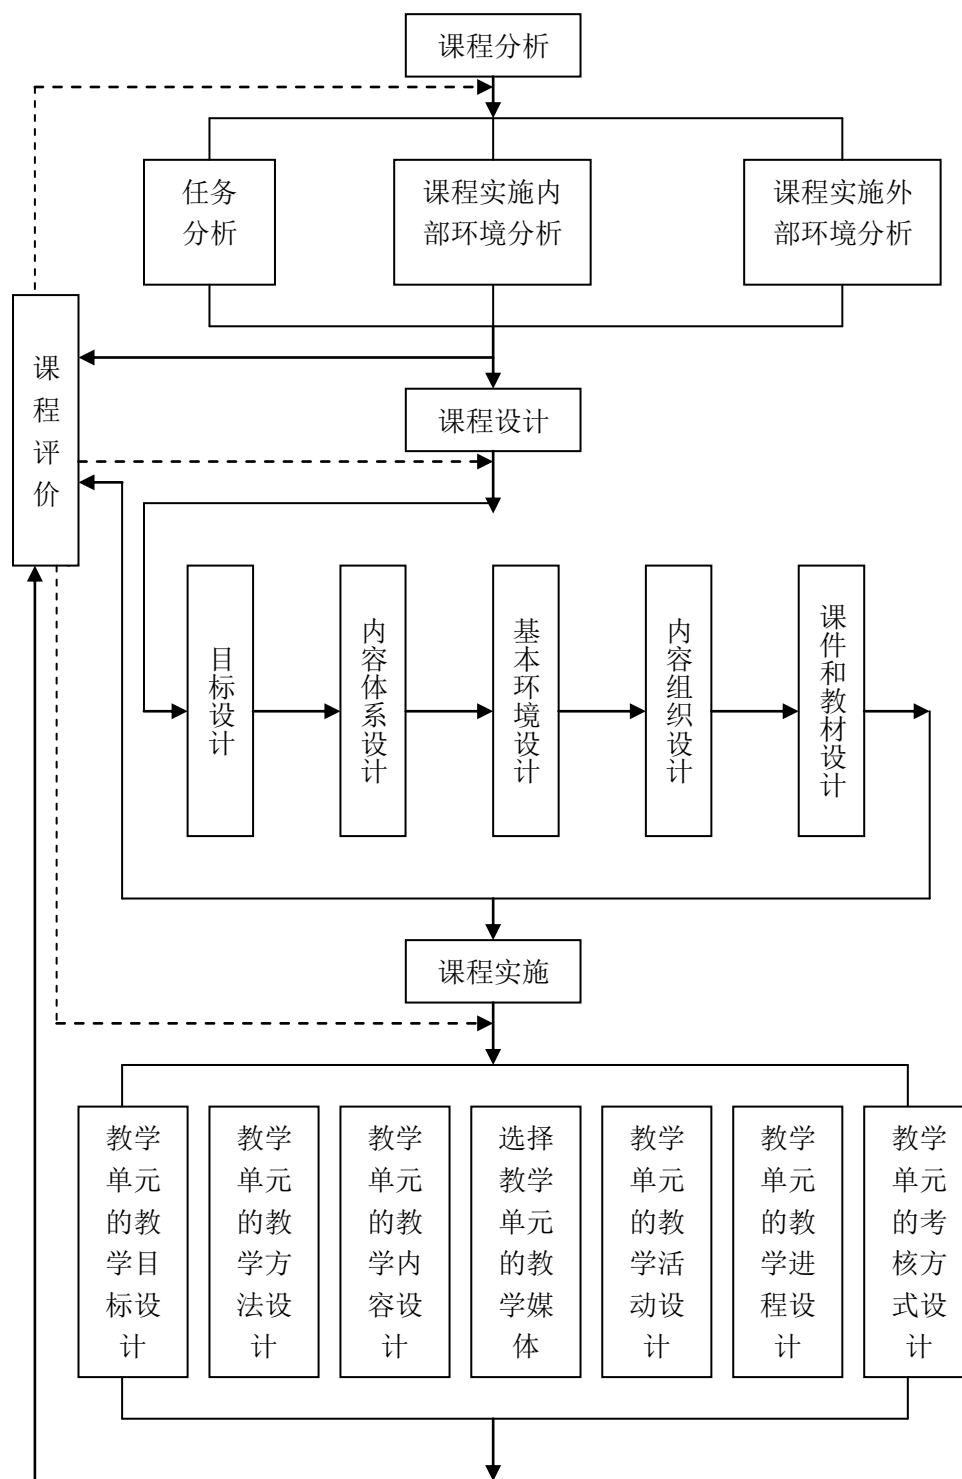 课程分析
任务
分析
课程实施内
部环境分析
课程实施外
部环境分析
课程评价
课程设计
目标设计
内容体系设计
基本环境设计
内容组织设计
课件和教材设计
课程实施
教学
单元
的教
学目
标设
计
教学
单元
的教
学方
法设
计
教学
单元
的教
学内
容设
计
选择
教学
单元
的教
学媒
体
教学
单元
的教
学活
动设
计
教学
单元
的教
学进
程设
计
教学
单元
的考
核方
式设
计